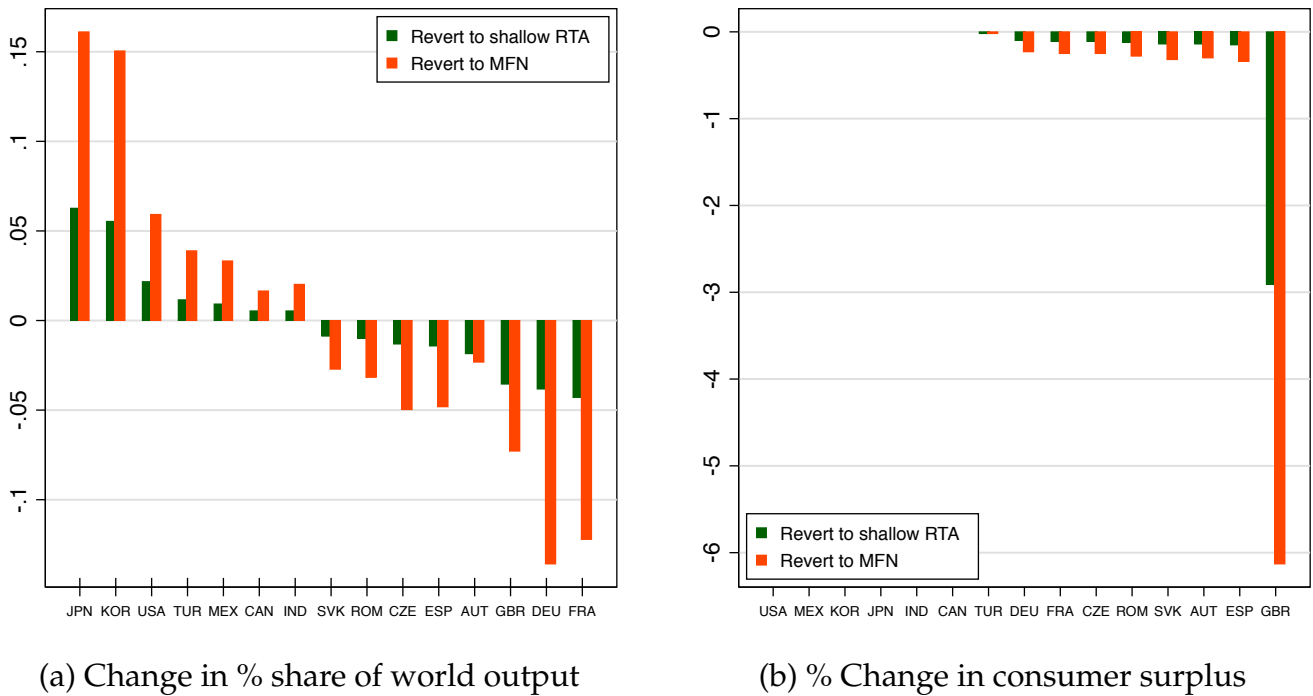 .15
.1
.05
0
-.05
-.1
Revert to shallow RTA
Revert to MFN
JPN KOR USA TUR MEX CAN IND SVK ROM CZE ESP AUT GBR DEU FRA
(a) Change in % share of world output
0
-1
-2
-3
-4
-5
-6
Revert to shallow RTA
Revert to MFN
USA MEX KOR JPN IND CAN TUR DEU FRA CZE ROM SVK AUT ESP GBR
(b) % Change in consumer surplus